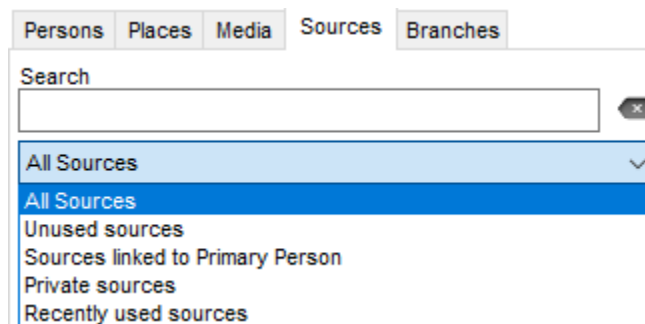 Persons Places Media Sources Branches
Search
All Sources
All Sources
Unused sources
Sources linked to Primary Person
Private sources
Recently used sources